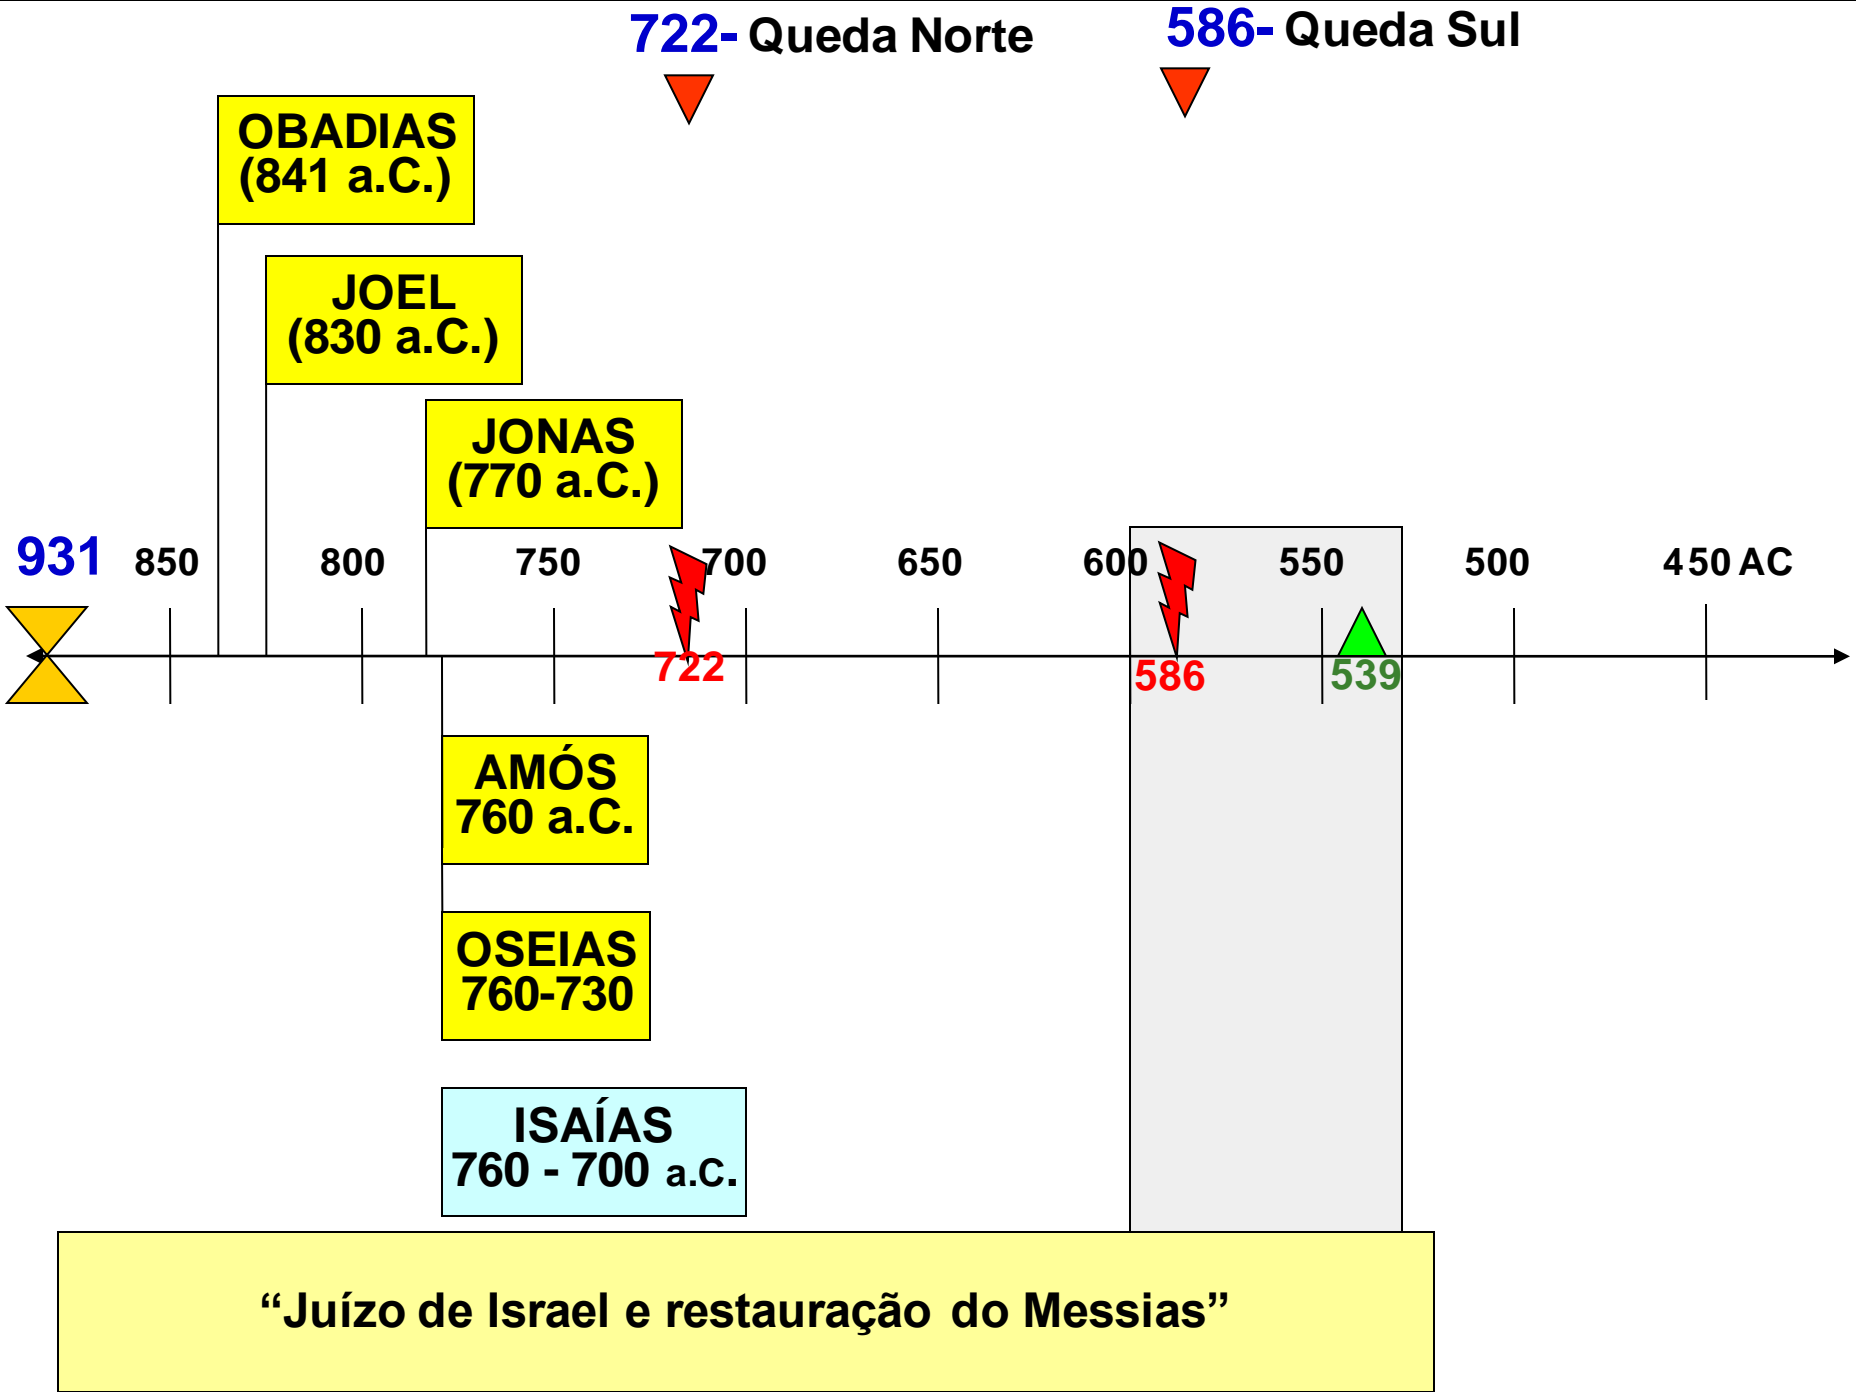 722- Queda Norte
586- Queda Sul
OBADIAS
(841 a.C.)
JOEL
(830 a.C.)
JONAS
(770 a.C.)
931 850 800 750 700 650 600 550 500 450 AC
722
586
539
AMÓS
760 a.C.
OSEIAS
760-730
ISAÍAS
760 - 700 a.C.
“Juízo de Israel e restauração do Messias”